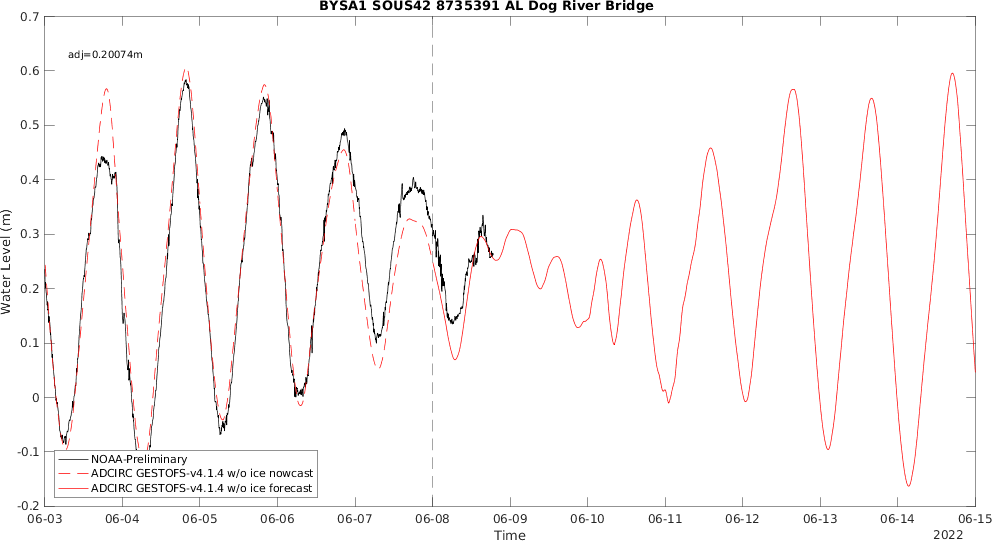 BYSA1 SOUS42 8735391 AL Dog River Bridge
adj=0.20074m
Water Level (m)
0.7
0.6
0.5
0.4
0.3
0.2
0.1
0
-0.1
-0.2
NOAA-Preliminary
ADCIRC GESTOFS-v4.1.4 w/o ice nowcast
ADCIRC GESTOFS-v4.1.4 w/o ice forecast
06-03 06-04 06-05 06-06 06-07 06-08 06-09 06-10 06-11 06-12 06-13 06-14 06-15
Time
2022